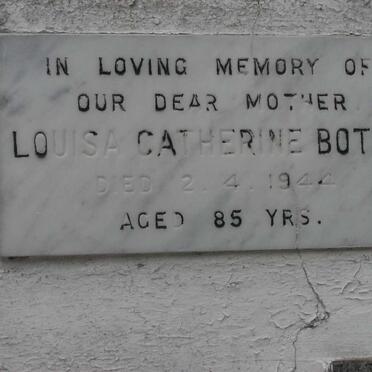 IN LOVING MEMORY OF
OUR DEAR MOTHER
LOUISA CATHERINE BOT
DIED 2.4.1944
AGED 85 YRS.